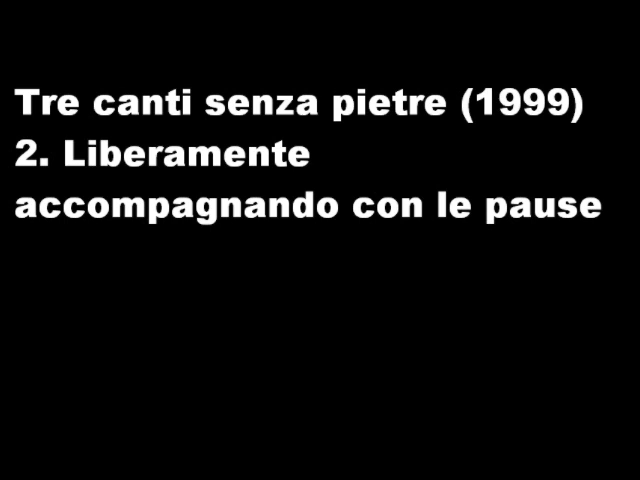 Tre canti senza pietre (1999)
2. Liberamente
accompagnando con le pause